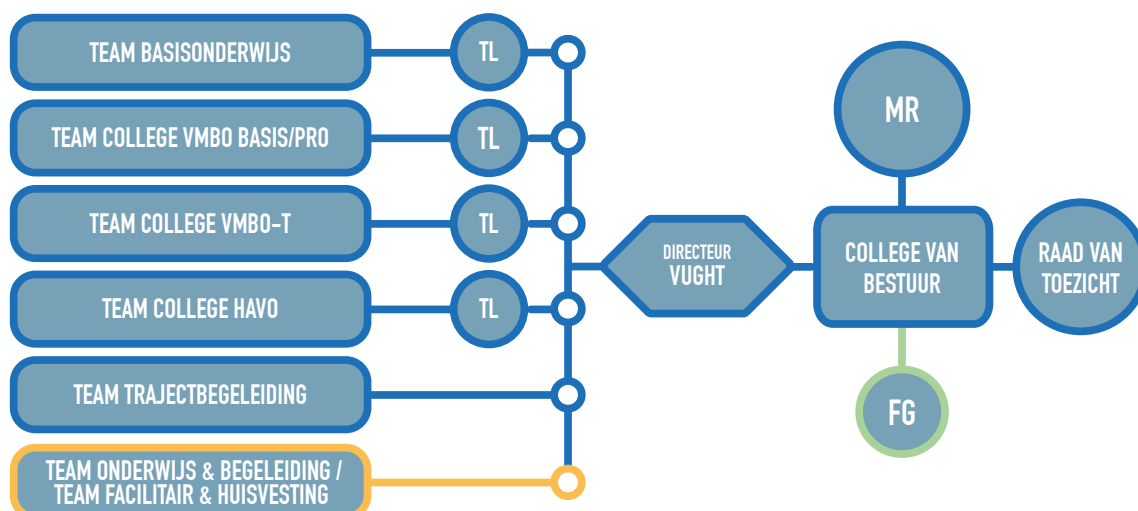 TEAM BASISONDERWIJS
TL
TEAM COLLEGE VMBO BASIS/PRO
TL
TEAM COLLEGE VMBO-T
TL
TEAM COLLEGE HAVO
TL
TEAM TRAJECTBEGELEIDING
TEAM ONDERWIJS & BEGELEIDING /
TEAM FACILITAIR & HUISVESTING
DIRECTEUR
VUGHT
MR
COLLEGE VAN
BESTUUR
RAAD VAN
TOEZICHT
FG